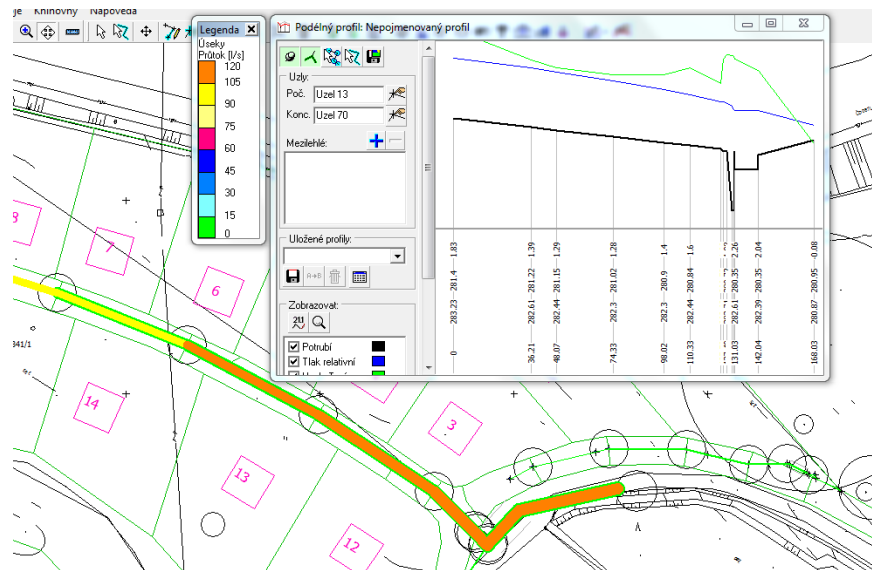 je Knihovny Nápověda
Legenda
Úseky
Průtok [l/s]
120
105
90
75
60
45
30
15
0
Podélný profil: Nepojmenovaný profil
Uzly:
Poč. Uzel 13
Konc. Uzel 70
Mezilehlé:
Uložené profily:
Zobrazovat:
Potrubí
Tlak relativní
1.83 1.39 1.29 1.28 1.4 1.6 2.26 2.04 -0.08
281.4 281.22 281.15 281.02 280.9 280.84 280.35 280.35 280.95
283.23 282.61 282.44 282.3 282.3 282.44 282.61 282.39 280.87
0 36.21 48.07 74.33 98.02 110.33 131.03 142.04 168.03
8
7
6
341/1
14
3
13
12
A